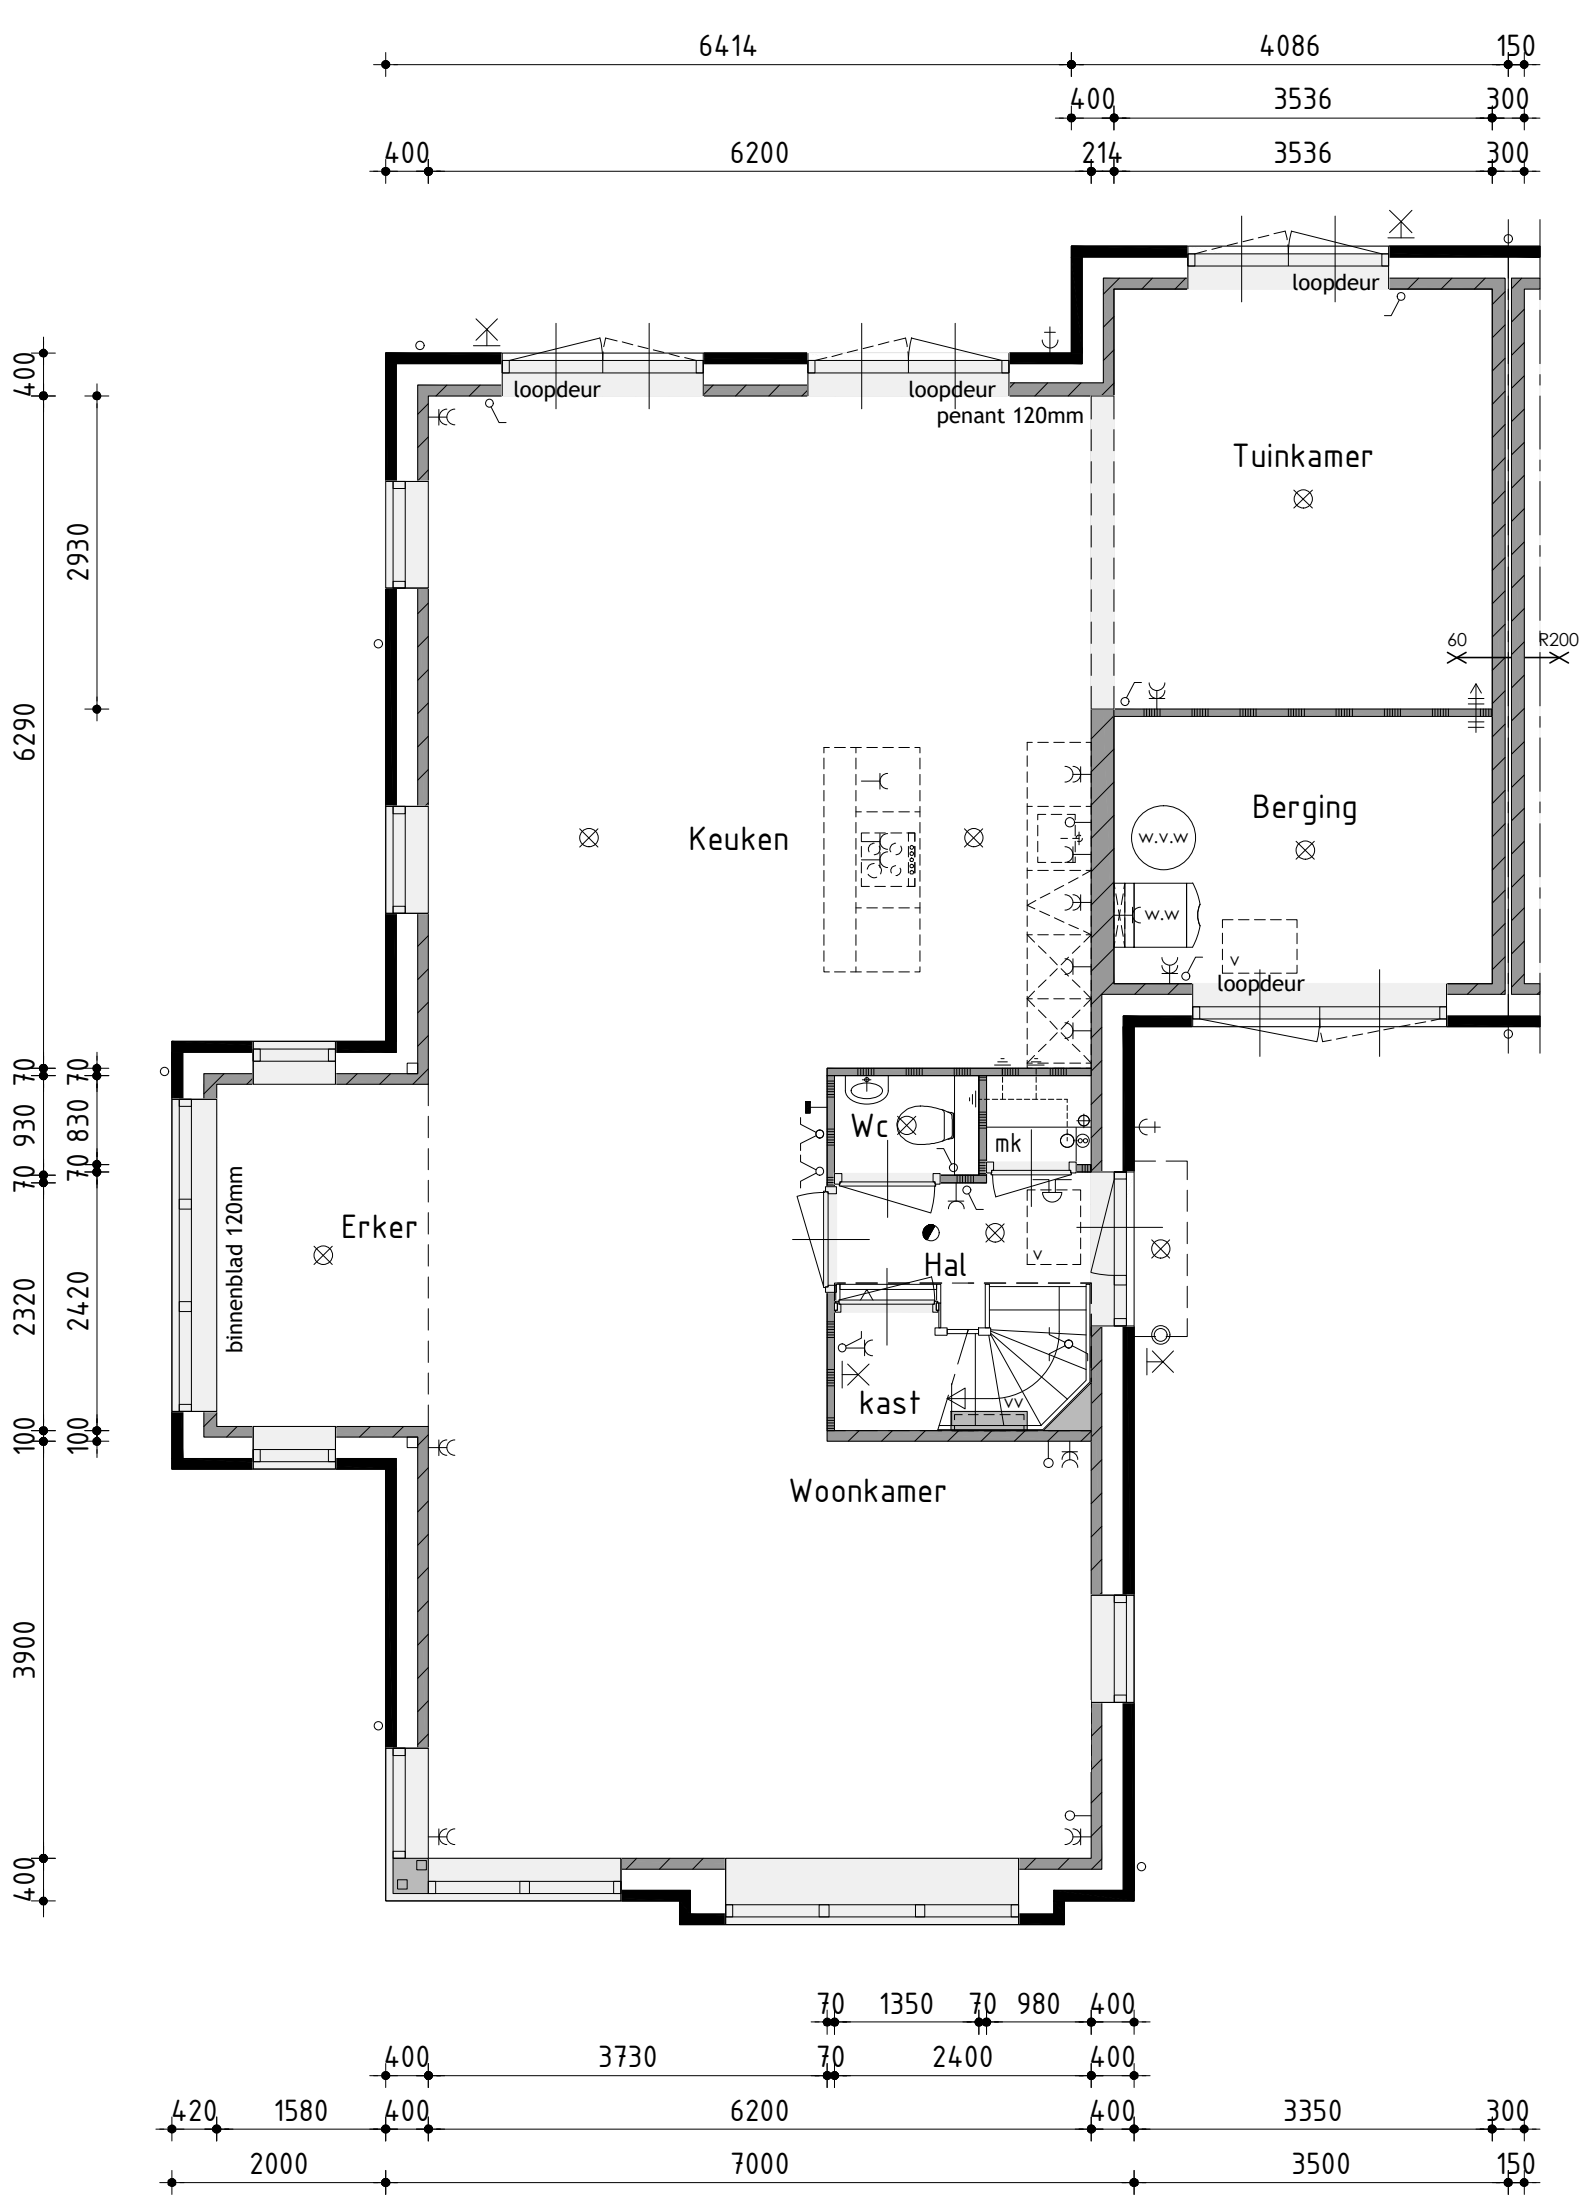 6414 4086 150
400 3536 300
400 6200 214 3536 300
loopdeur
400
loopdeur loopdeur
penant 120mm
Tuinkamer
2930
60 R200
6290
Berging
Keuken
w.v.w
w.w
v
loopdeur
70 70
930 830
Wc
mk
70 70
binnenblad 120mm
Erker
v
Hal
2320 2420
kast
vv
100 100
Woonkamer
3900
400
70 1350 70 980 400
400 3730 70 2400 400
420 1580 400 6200 400 3350 300
2000 7000 3500 150